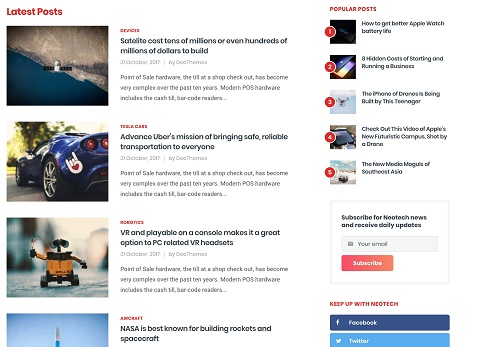 Latest Posts
DEVICES
Satelite cost tens of millions or even hundreds of
millions of dollars to build
21 October, 2017 | by DeoThemes
Point of Sale hardware, the till at a shop check out, has become
very complex over the past ten years. Modern POS hardware
includes the cash till, bar-code readers...
TESLA CARS
Advance Uber's mission of bringing safe, reliable
transportation to everyone
21 October, 2017 | by DeoThemes
Point of Sale hardware, the till at a shop check out, has become
very complex over the past ten years. Modern POS hardware
includes the cash till, bar-code readers...
ROBOTICS
VR and playable on a console makes it a great
option to PC related VR headsets
21 October, 2017 | by DeoThemes
Point of Sale hardware, the till at a shop check out, has become
very complex over the past ten years. Modern POS hardware
includes the cash till, bar-code readers...
AIRCRAFT
NASA is best known for building rockets and
spacecraft
POPULAR POSTS
1
How to get better Apple Watch
battery life
2
8 Hidden Costs of Starting and
Running a Business
3
The iPhone of Drones Is Being
Built by This Teenager
4
Check Out This Video of Apple's
New Futuristic Campus, Shot by
a Drone
5
The New Media Moguls of
Southeast Asia
Subscribe for Neotech news
and receive daily updates
Your email
Subscribe
KEEP UP WITH NEOTECH
Facebook
Twitter